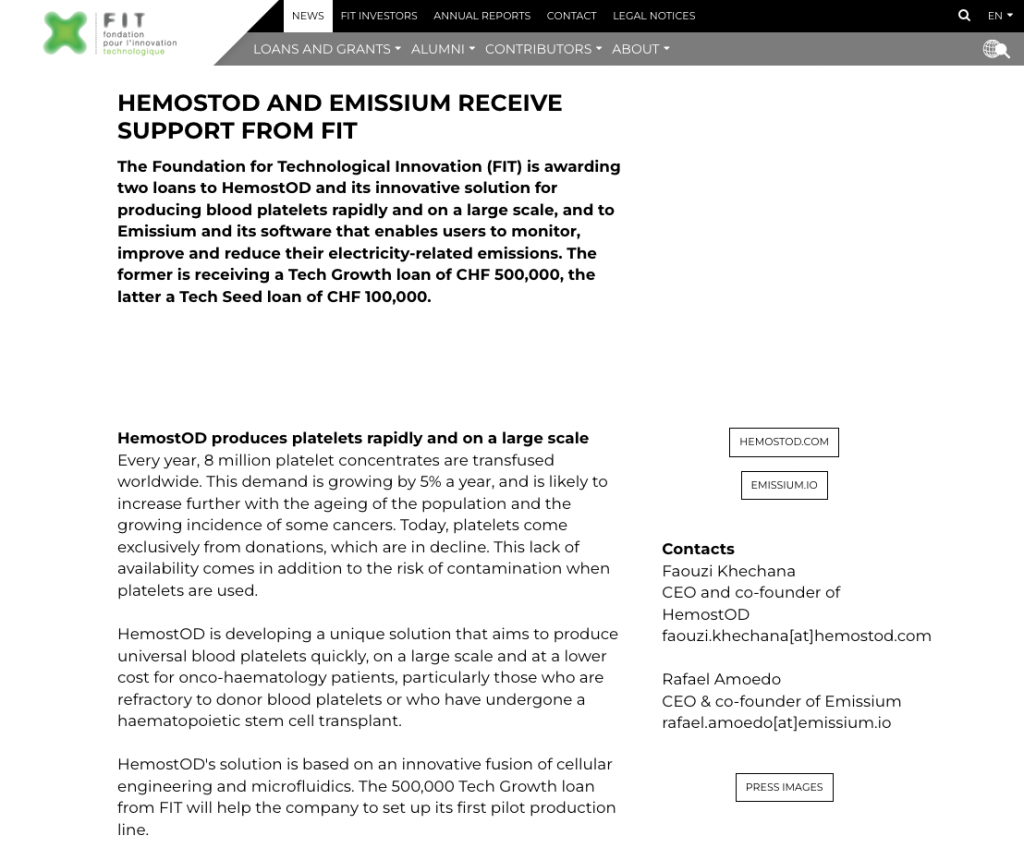 FIT
fondation
pour l'innovation
technologique
NEWS
FIT INVESTORS
ANNUAL REPORTS
CONTACT
LEGAL NOTICES
EN
LOANS AND GRANTS
ALUMNI
CONTRIBUTORS
ABOUT
HEMOSTOD AND EMISSIUM RECEIVE
SUPPORT FROM FIT
The Foundation for Technological Innovation (FIT) is awarding
two loans to HemostOD and its innovative solution for
producing blood platelets rapidly and on a large scale, and to
Emissium and its software that enables users to monitor,
improve and reduce their electricity-related emissions. The
former is receiving a Tech Growth loan of CHF 500,000, the
latter a Tech Seed loan of CHF 100,000.
HemostOD produces platelets rapidly and on a large scale
Every year, 8 million platelet concentrates are transfused
worldwide. This demand is growing by 5% a year, and is likely to
increase further with the ageing of the population and the
growing incidence of some cancers. Today, platelets come
exclusively from donations, which are in decline. This lack of
availability comes in addition to the risk of contamination when
platelets are used.
HemostOD is developing a unique solution that aims to produce
universal blood platelets quickly, on a large scale and at a lower
cost for onco-haematology patients, particularly those who are
refractory to donor blood platelets or who have undergone a
haematopoietic stem cell transplant.
HemostOD's solution is based on an innovative fusion of cellular
engineering and microfluidics. The 500,000 Tech Growth loan
from FIT will help the company to set up its first pilot production
line.
HEMOSTOD.COM
EMISSIUM.IO
Contacts
Faouzi Khechana
CEO and co-founder of
HemostOD
faouzi.khechana[at]hemostod.com
Rafael Amoedo
CEO & co-founder of Emissium
rafael.amoedo[at]emissium.io
PRESS IMAGES